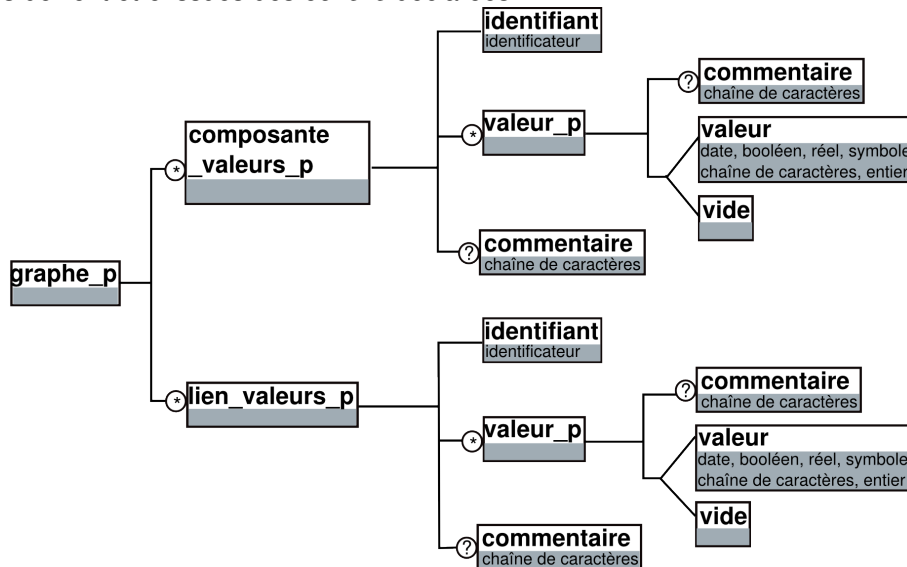 identifiant
identificateur
?
commentaire
chaîne de caractères
*
valeur_p
valeur
date, booléen, réel, symbole
chaîne de caractères, entier
vide
*
composante
_valeurs_p
?
commentaire
chaîne de caractères
graphe_p
identifiant
identificateur
*
lien_valeurs_p
?
commentaire
chaîne de caractères
*
valeur_p
valeur
date, booléen, réel, symbole
chaîne de caractères, entier
vide
?
commentaire
chaîne de caractères